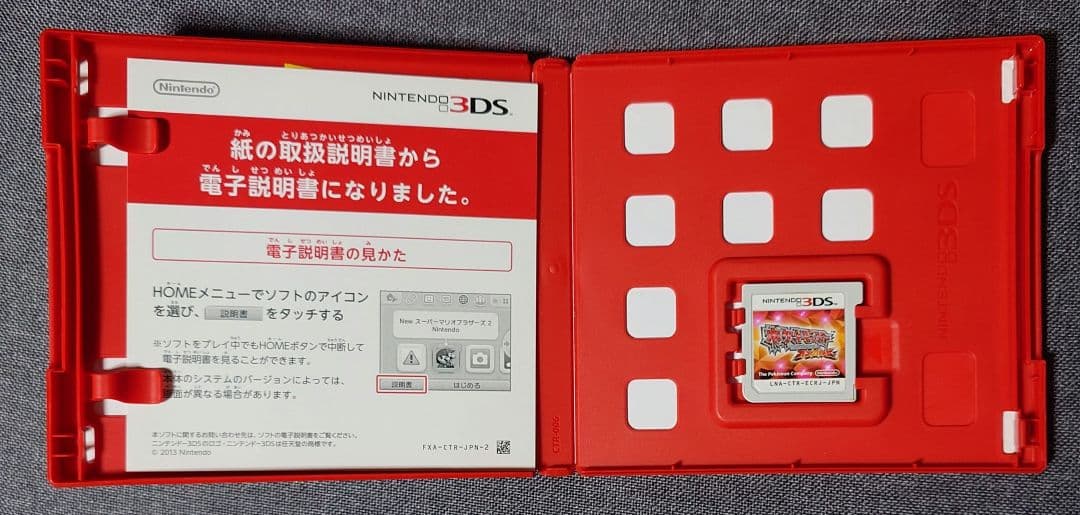 Nintendo
NINTENDO3DS
紙の取扱説明書から
電子説明書になりました。
電子説明書の見かた
HOMEメニューでソフトのアイコン
を選び、 説明書 をタッチする
※ソフトをプレイ中でもHOMEボタンで中断して
電子説明書を見ることができます。
本体のシステムのバージョンによっては、
画面が異なる場合があります。
New スーパーマリオブラザーズ 2
Nintendo
説明書
はじめる
本ソフトに関するお問い合わせ先は、ソフトの電子説明書をご覧ください。
ニンテンドー3DSのロゴ・ニンテンドー3DSは任天堂の商標です。
© 2013 Nintendo
FXA-CTR-JPN-2
CTR-006
NINTENDO3DS
NINTENDO3DS
The Pokémon Company
Nintendo
LNA-CTR-ECRJ-JPN